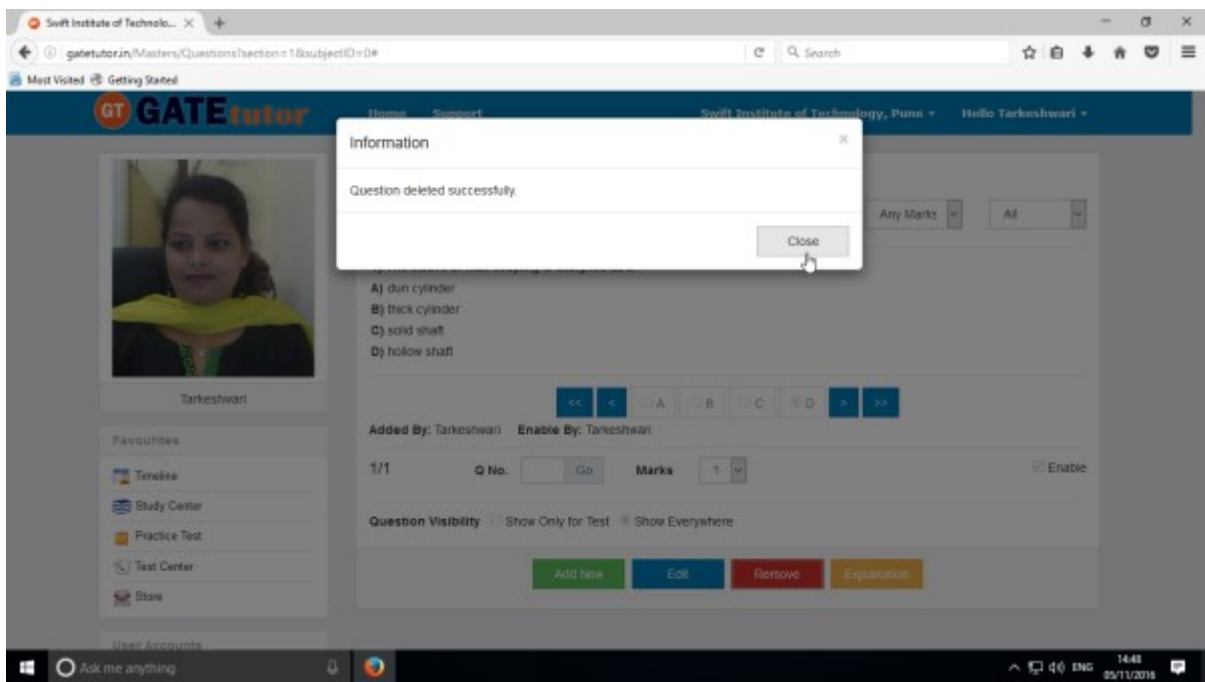 Swift Institute of Technolo...
gatetutor.in/Masters/Questions?section=1&subjectID=0#
Search
Most Visited Getting Started
GT GATEtutor Home Support Swift Institute of Technology, Pune Hello Tarkeshwari
Information ×
Question deleted successfully.
Close
Any Marks All
A) dun cylinder
B) thick cylinder
C) solid shaft
D) hollow shaft
<< < A B C D > >>
Added By: Tarkeshwari Enable By: Tarkeshwari
1/1 Q No. Go Marks 1 Enable
Question Visibility Show Only for Test Show Everywhere
Add New Edit Remove Explanation
Tarkeshwari
Favourites
Timeline
Study Center
Practice Test
Test Center
Store
User Accounts
Ask me anything
ENG 14:48
05/11/2016